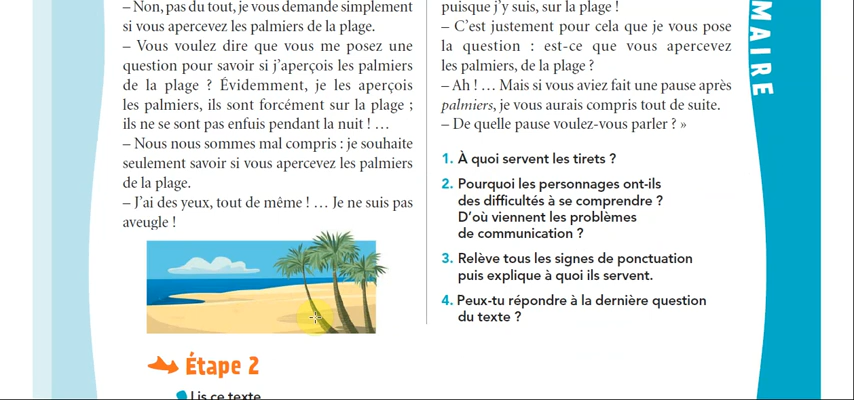 – Non, pas du tout, je vous demande simplement
si vous apercevez les palmiers de la plage.
– Vous voulez dire que vous me posez une
question pour savoir si j'aperçois les palmiers
de la plage ? Évidemment, je les aperçois
les palmiers, ils sont forcément sur la plage ;
ils ne se sont pas enfuis pendant la nuit ! …
– Nous nous sommes mal compris : je souhaite
seulement savoir si vous apercevez les palmiers
de la plage.
– J'ai des yeux, tout de même ! … Je ne suis pas
aveugle !
puisque j'y suis, sur la plage !
– C'est justement pour cela que je vous pose
la question : est-ce que vous apercevez
les palmiers, de la plage ?
– Ah ! … Mais si vous aviez fait une pause après
palmiers, je vous aurais compris tout de suite.
– De quelle pause voulez-vous parler ? »
1. À quoi servent les tirets ?
2. Pourquoi les personnages ont-ils
des difficultés à se comprendre ?
D'où viennent les problèmes
de communication ?
3. Relève tous les signes de ponctuation
puis explique à quoi ils servent.
4. Peux-tu répondre à la dernière question
du texte ?
Étape 2
Lis ce texte
MAIRE